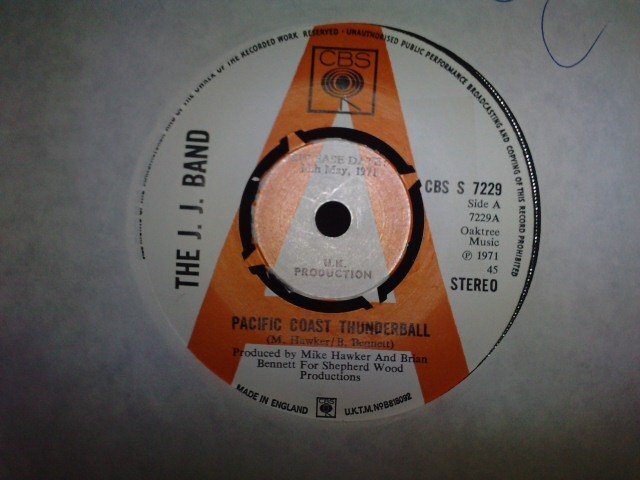 OF THE RECORDED WORK RESERVED · UNAUTHORISED PUBLIC PERFORMANCE BROADCASTING AND COPYING OF THIS RECORD PROHIBITED
CBS
THE J. J. BAND
RELEASE DATE:
May, 1971
U.K.
PRODUCTION
CBS S 7229
Side A
7229A
Oaktree
Music
℗ 1971
45
STEREO
PACIFIC COAST THUNDERBALL
(M. Hawker/B. Bennett)
Produced by Mike Hawker And Brian
Bennett For Shepherd Wood
Productions
MADE IN ENGLAND
CBS